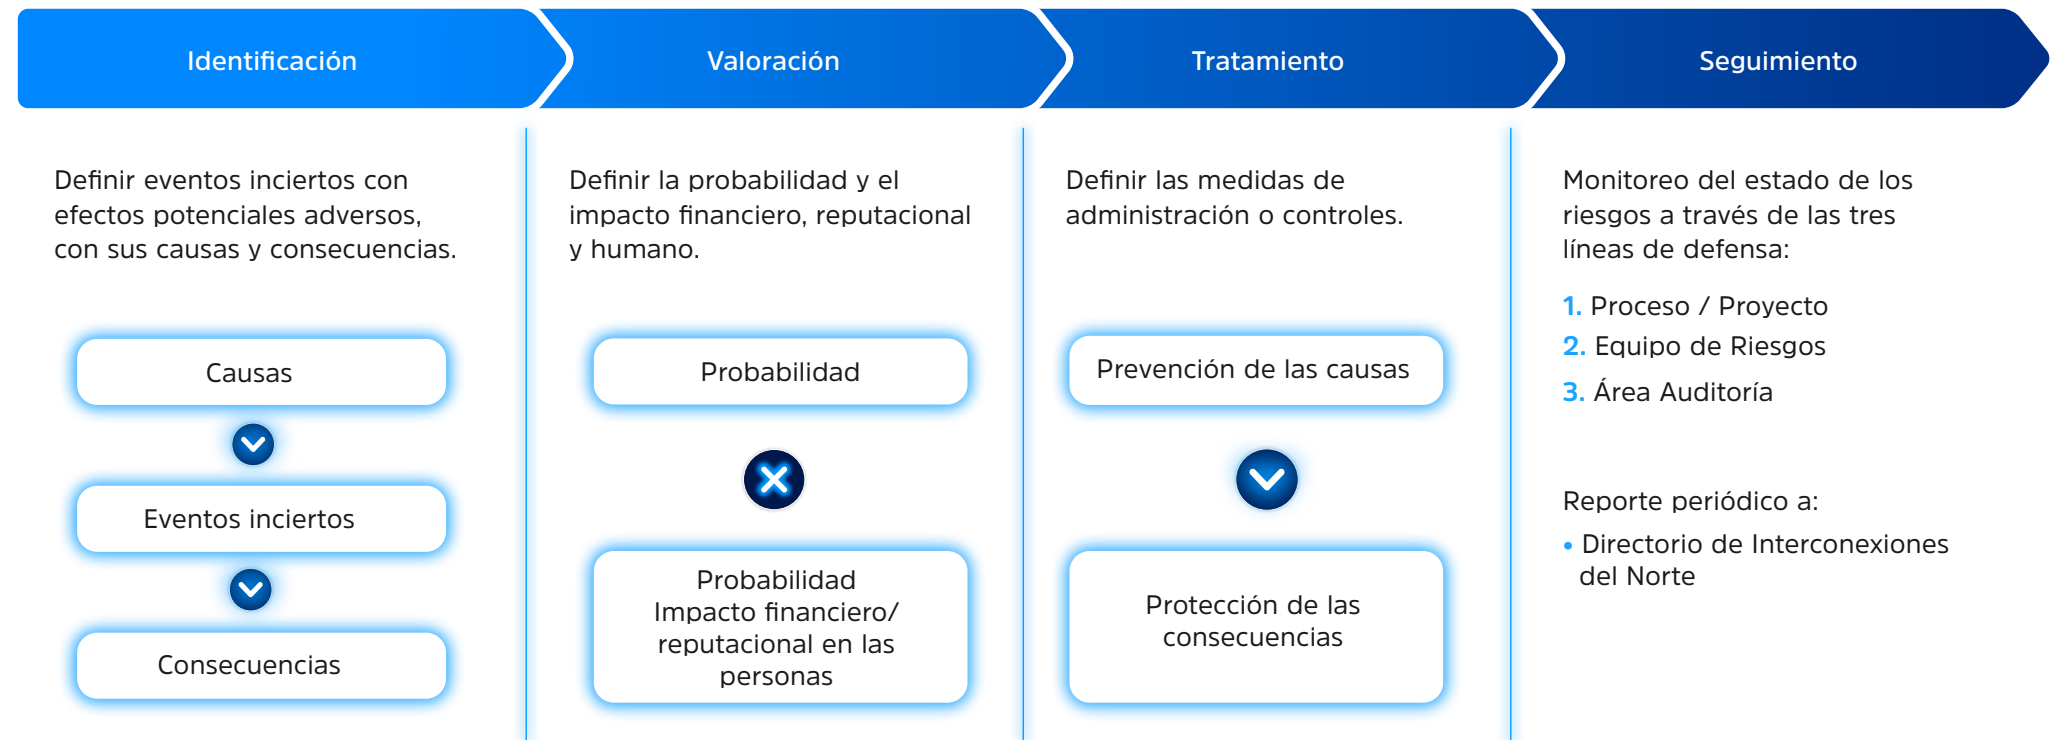 Identificación
Valoración
Tratamiento
Seguimiento
Definir eventos inciertos con
efectos potenciales adversos,
con sus causas y consecuencias.
Causas
Eventos inciertos
Consecuencias
Definir la probabilidad y el
impacto financiero, reputacional
y humano.
Probabilidad
Probabilidad
Impacto financiero/
reputacional en las
personas
Definir las medidas de
administración o controles.
Prevención de las causas
Protección de las
consecuencias
Monitoreo del estado de los
riesgos a través de las tres
líneas de defensa:
1. Proceso / Proyecto
2. Equipo de Riesgos
3. Área Auditoría
Reporte periódico a:
• Directorio de Interconexiones
del Norte